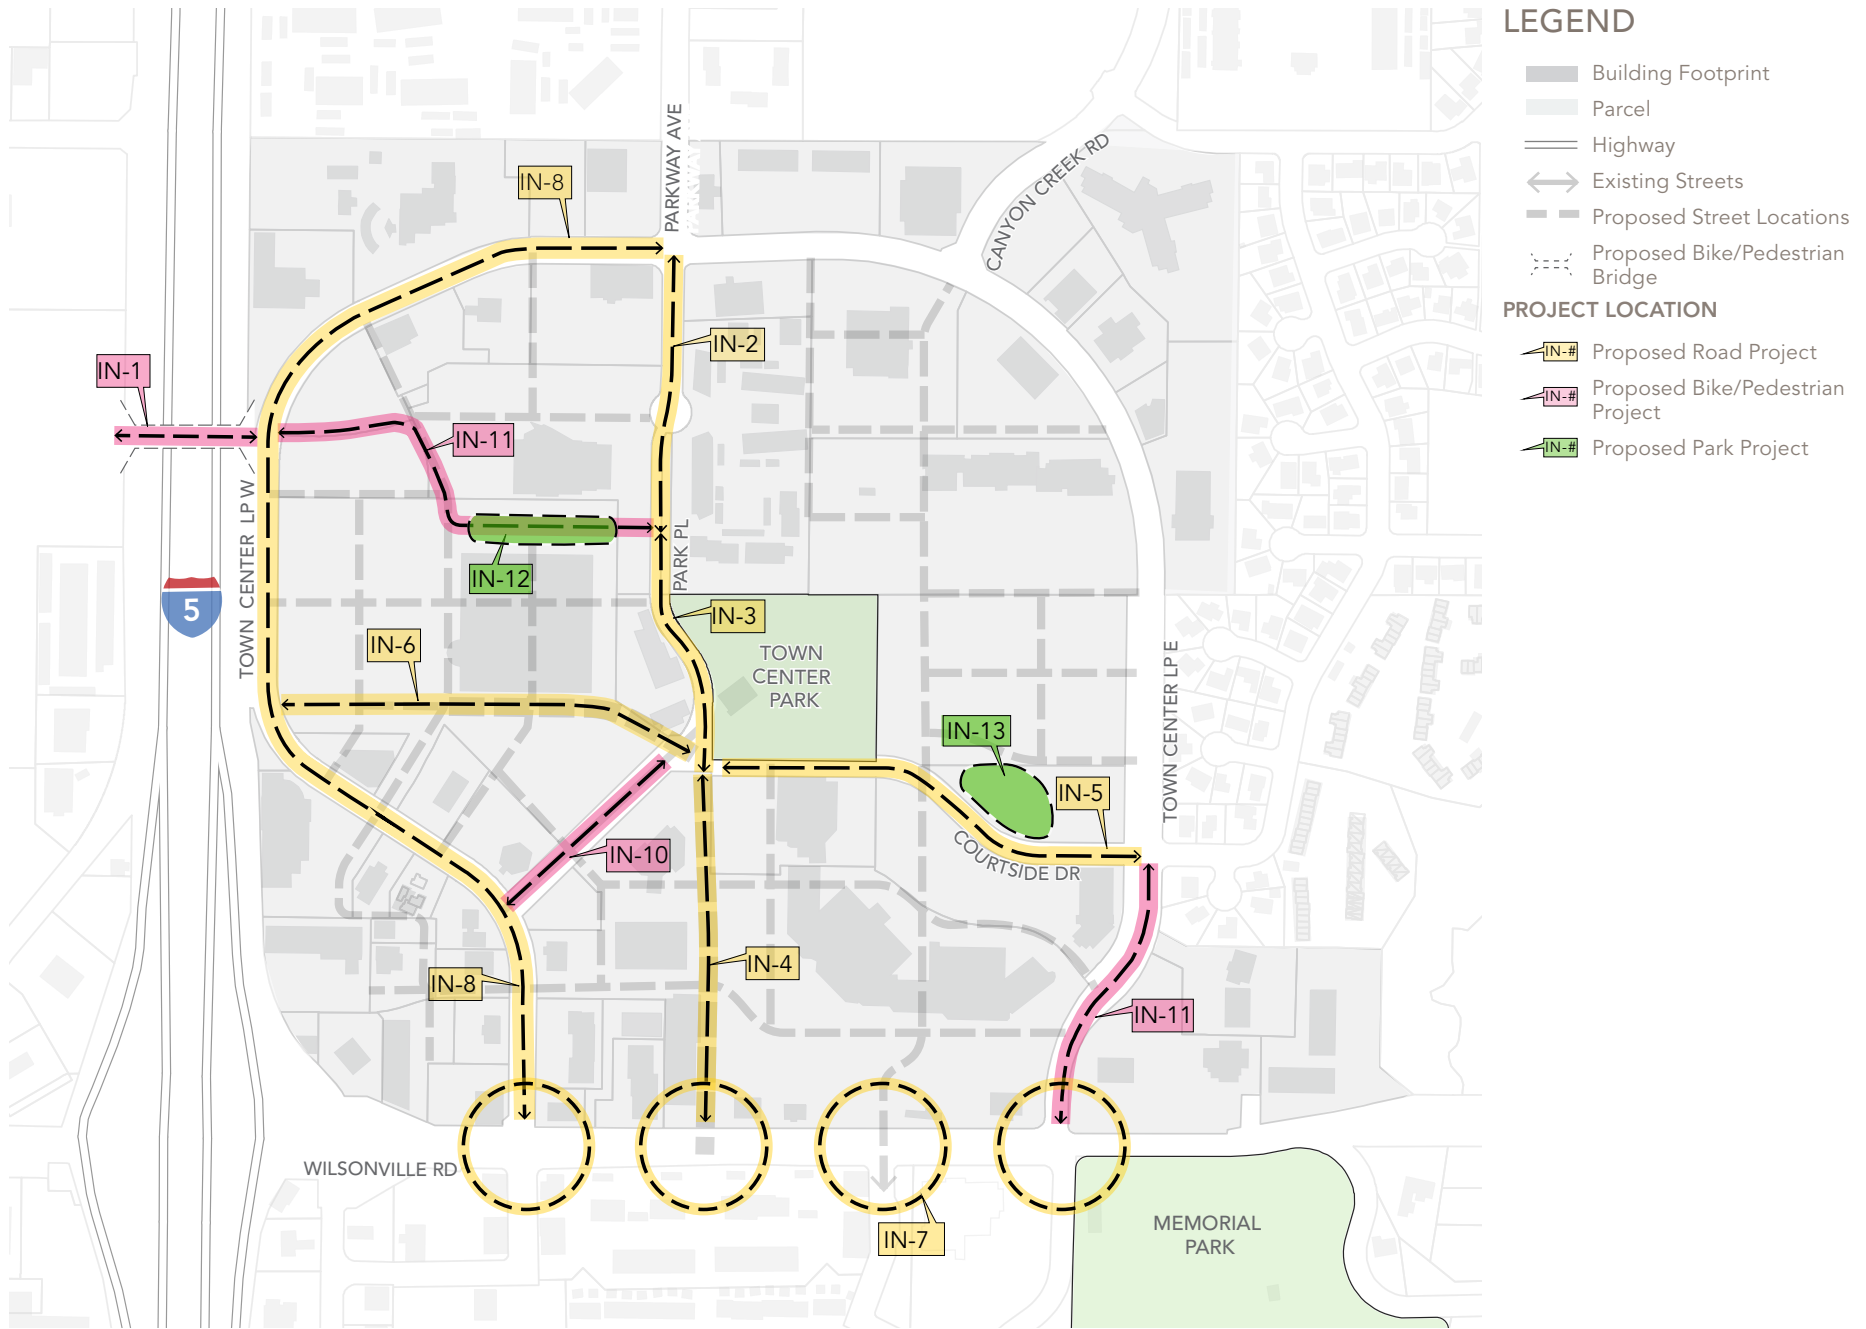 LEGEND
Building Footprint
Parcel
Highway
Existing Streets
Proposed Street Locations
Proposed Bike/Pedestrian
Bridge
PROJECT LOCATION
IN-#
Proposed Road Project
IN-#
Proposed Bike/Pedestrian
Project
IN-#
Proposed Park Project
PARKWAY AVE
CANYON CREEK RD
IN-8
IN-2
IN-1
IN-11
TOWN CENTER LP W
PARK PL
IN-12
5
IN-3
IN-6
TOWN
CENTER
PARK
TOWN CENTER LP E
IN-13
IN-5
COURTSIDE DR
IN-10
IN-8
IN-4
IN-11
WILSONVILLE RD
IN-7
MEMORIAL
PARK